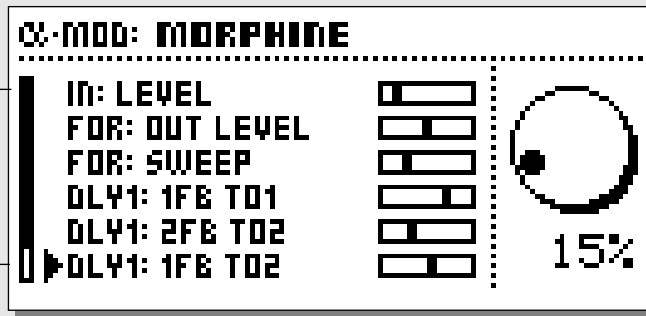 α·MOD: MORPHINE
IN: LEVEL
FOR: OUT LEVEL
FOR: SWEEP
DLY1: 1FB TO1
DLY1: 2FB TO2
DLY1: 1FB TO2
15%